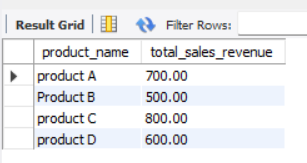 Result Grid Filter Rows:
product_name total_sales_revenue
product A 700.00
Product B 500.00
product C 800.00
product D 600.00